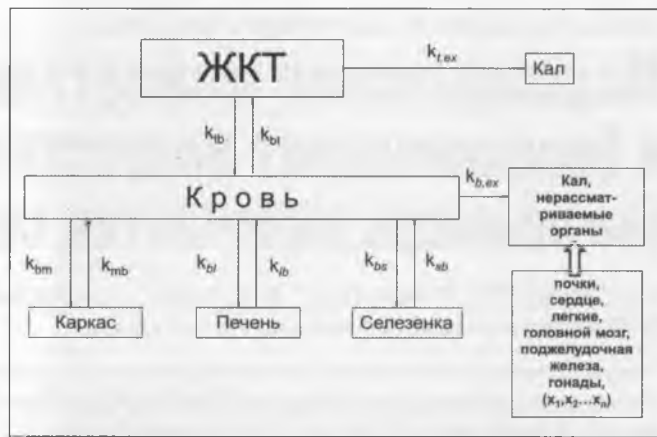 ЖКТ
k_t,ex
Кал
k_tb
k_bt
Кровь
k_b,ex
Кал,
нерассмат-
риваемые
органы
k_bm
k_mb
k_bl
k_lb
k_bs
k_sb
Каркас
Печень
Селезенка
почки,
сердце,
легкие,
головной мозг,
поджелудочная
железа,
гонады,
(x₁,x₂...xₙ)